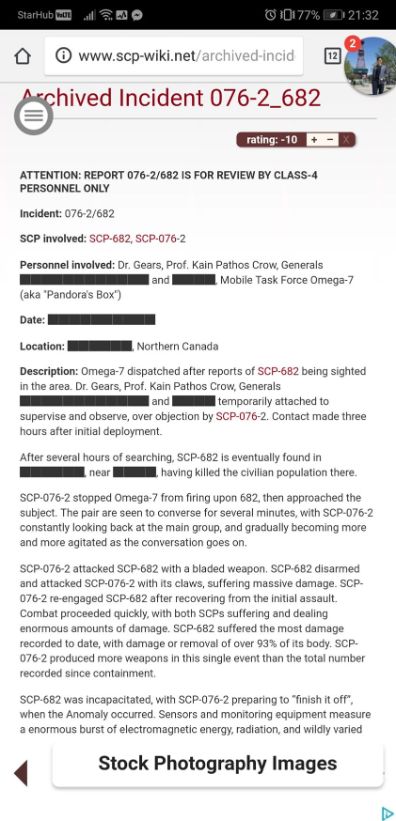 StarHub VoLTE 77% 21:32
www.scp-wiki.net/archived-incid
12
2
Archived Incident 076-2_682
rating: -10 + − X
ATTENTION: REPORT 076-2/682 IS FOR REVIEW BY CLASS-4
PERSONNEL ONLY
Incident: 076-2/682
SCP involved: SCP-682, SCP-076-2
Personnel involved: Dr. Gears, Prof. Kain Pathos Crow, Generals
and , Mobile Task Force Omega-7
(aka "Pandora's Box")
Date:
Location: , Northern Canada
Description: Omega-7 dispatched after reports of SCP-682 being sighted
in the area. Dr. Gears, Prof. Kain Pathos Crow, Generals
and temporarily attached to
supervise and observe, over objection by SCP-076-2. Contact made three
hours after initial deployment.
After several hours of searching, SCP-682 is eventually found in
, near , having killed the civilian population there.
SCP-076-2 stopped Omega-7 from firing upon 682, then approached the
subject. The pair are seen to converse for several minutes, with SCP-076-2
constantly looking back at the main group, and gradually becoming more
and more agitated as the conversation goes on.
SCP-076-2 attacked SCP-682 with a bladed weapon. SCP-682 disarmed
and attacked SCP-076-2 with its claws, suffering massive damage. SCP-
076-2 re-engaged SCP-682 after recovering from the initial assault.
Combat proceeded quickly, with both SCPs suffering and dealing
enormous amounts of damage. SCP-682 suffered the most damage
recorded to date, with damage or removal of over 93% of its body. SCP-
076-2 produced more weapons in this single event than the total number
recorded since containment.
SCP-682 was incapacitated, with SCP-076-2 preparing to "finish it off",
when the Anomaly occurred. Sensors and monitoring equipment measure
a enormous burst of electromagnetic energy, radiation, and wildly varied
Stock Photography Images